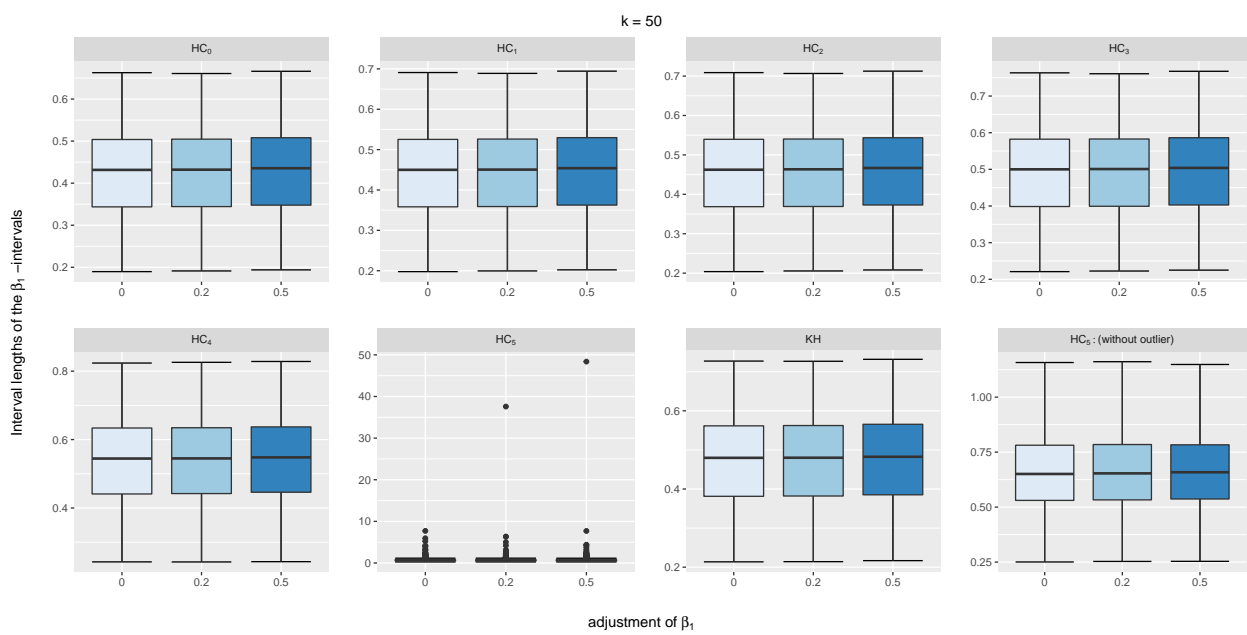 k = 50
Interval lengths of the β₁ −intervals
HC₀
0.6
0.5
0.4
0.3
0.2
0 0.2 0.5
HC₁
0.7
0.6
0.5
0.4
0.3
0.2
0 0.2 0.5
HC₂
0.7
0.6
0.5
0.4
0.3
0.2
0 0.2 0.5
HC₃
0.7
0.6
0.5
0.4
0.3
0.2
0 0.2 0.5
HC₄
0.8
0.6
0.4
0 0.2 0.5
HC₅
50
40
30
20
10
0
0 0.2 0.5
KH
0.6
0.4
0.2
0 0.2 0.5
HC₅ : (without outlier)
1.00
0.75
0.50
0.25
0 0.2 0.5
adjustment of β₁